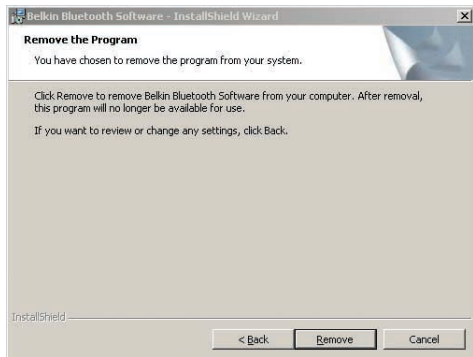 Belkin Bluetooth Software - InstallShield Wizard
Remove the Program
You have chosen to remove the program from your system.
Click Remove to remove Belkin Bluetooth Software from your computer. After removal,
this program will no longer be available for use.
If you want to review or change any settings, click Back.
InstallShield
< Back Remove Cancel